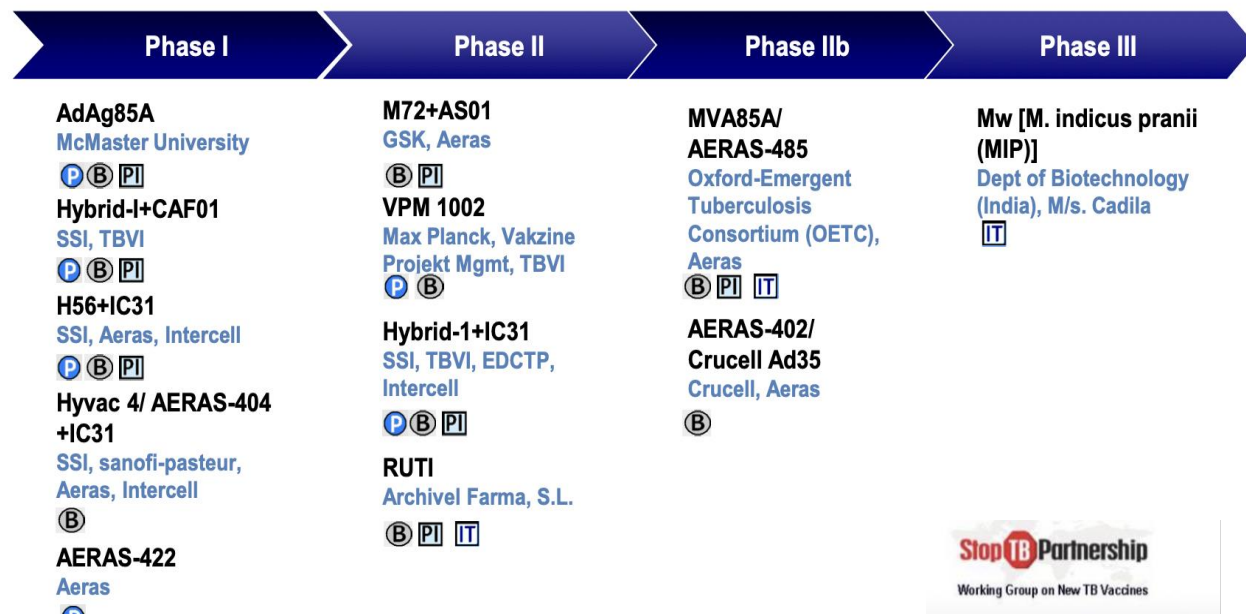 Phase I
Phase II
Phase IIb
Phase III
AdAg85A
McMaster University
P B PI
Hybrid-I+CAF01
SSI, TBVI
P B PI
H56+IC31
SSI, Aeras, Intercell
P B PI
Hyvac 4/ AERAS-404
+IC31
SSI, sanofi-pasteur,
Aeras, Intercell
B
AERAS-422
Aeras
P
M72+AS01
GSK, Aeras
B PI
VPM 1002
Max Planck, Vakzine
Projekt Mgmt, TBVI
P B
Hybrid-1+IC31
SSI, TBVI, EDCTP,
Intercell
P B PI
RUTI
Archivel Farma, S.L.
B PI IT
MVA85A/
AERAS-485
Oxford-Emergent
Tuberculosis
Consortium (OETC),
Aeras
B PI IT
AERAS-402/
Crucell Ad35
Crucell, Aeras
B
Mw [M. indicus pranii
(MIP)]
Dept of Biotechnology
(India), M/s. Cadila
IT
Stop TB Partnership
Working Group on New TB Vaccines